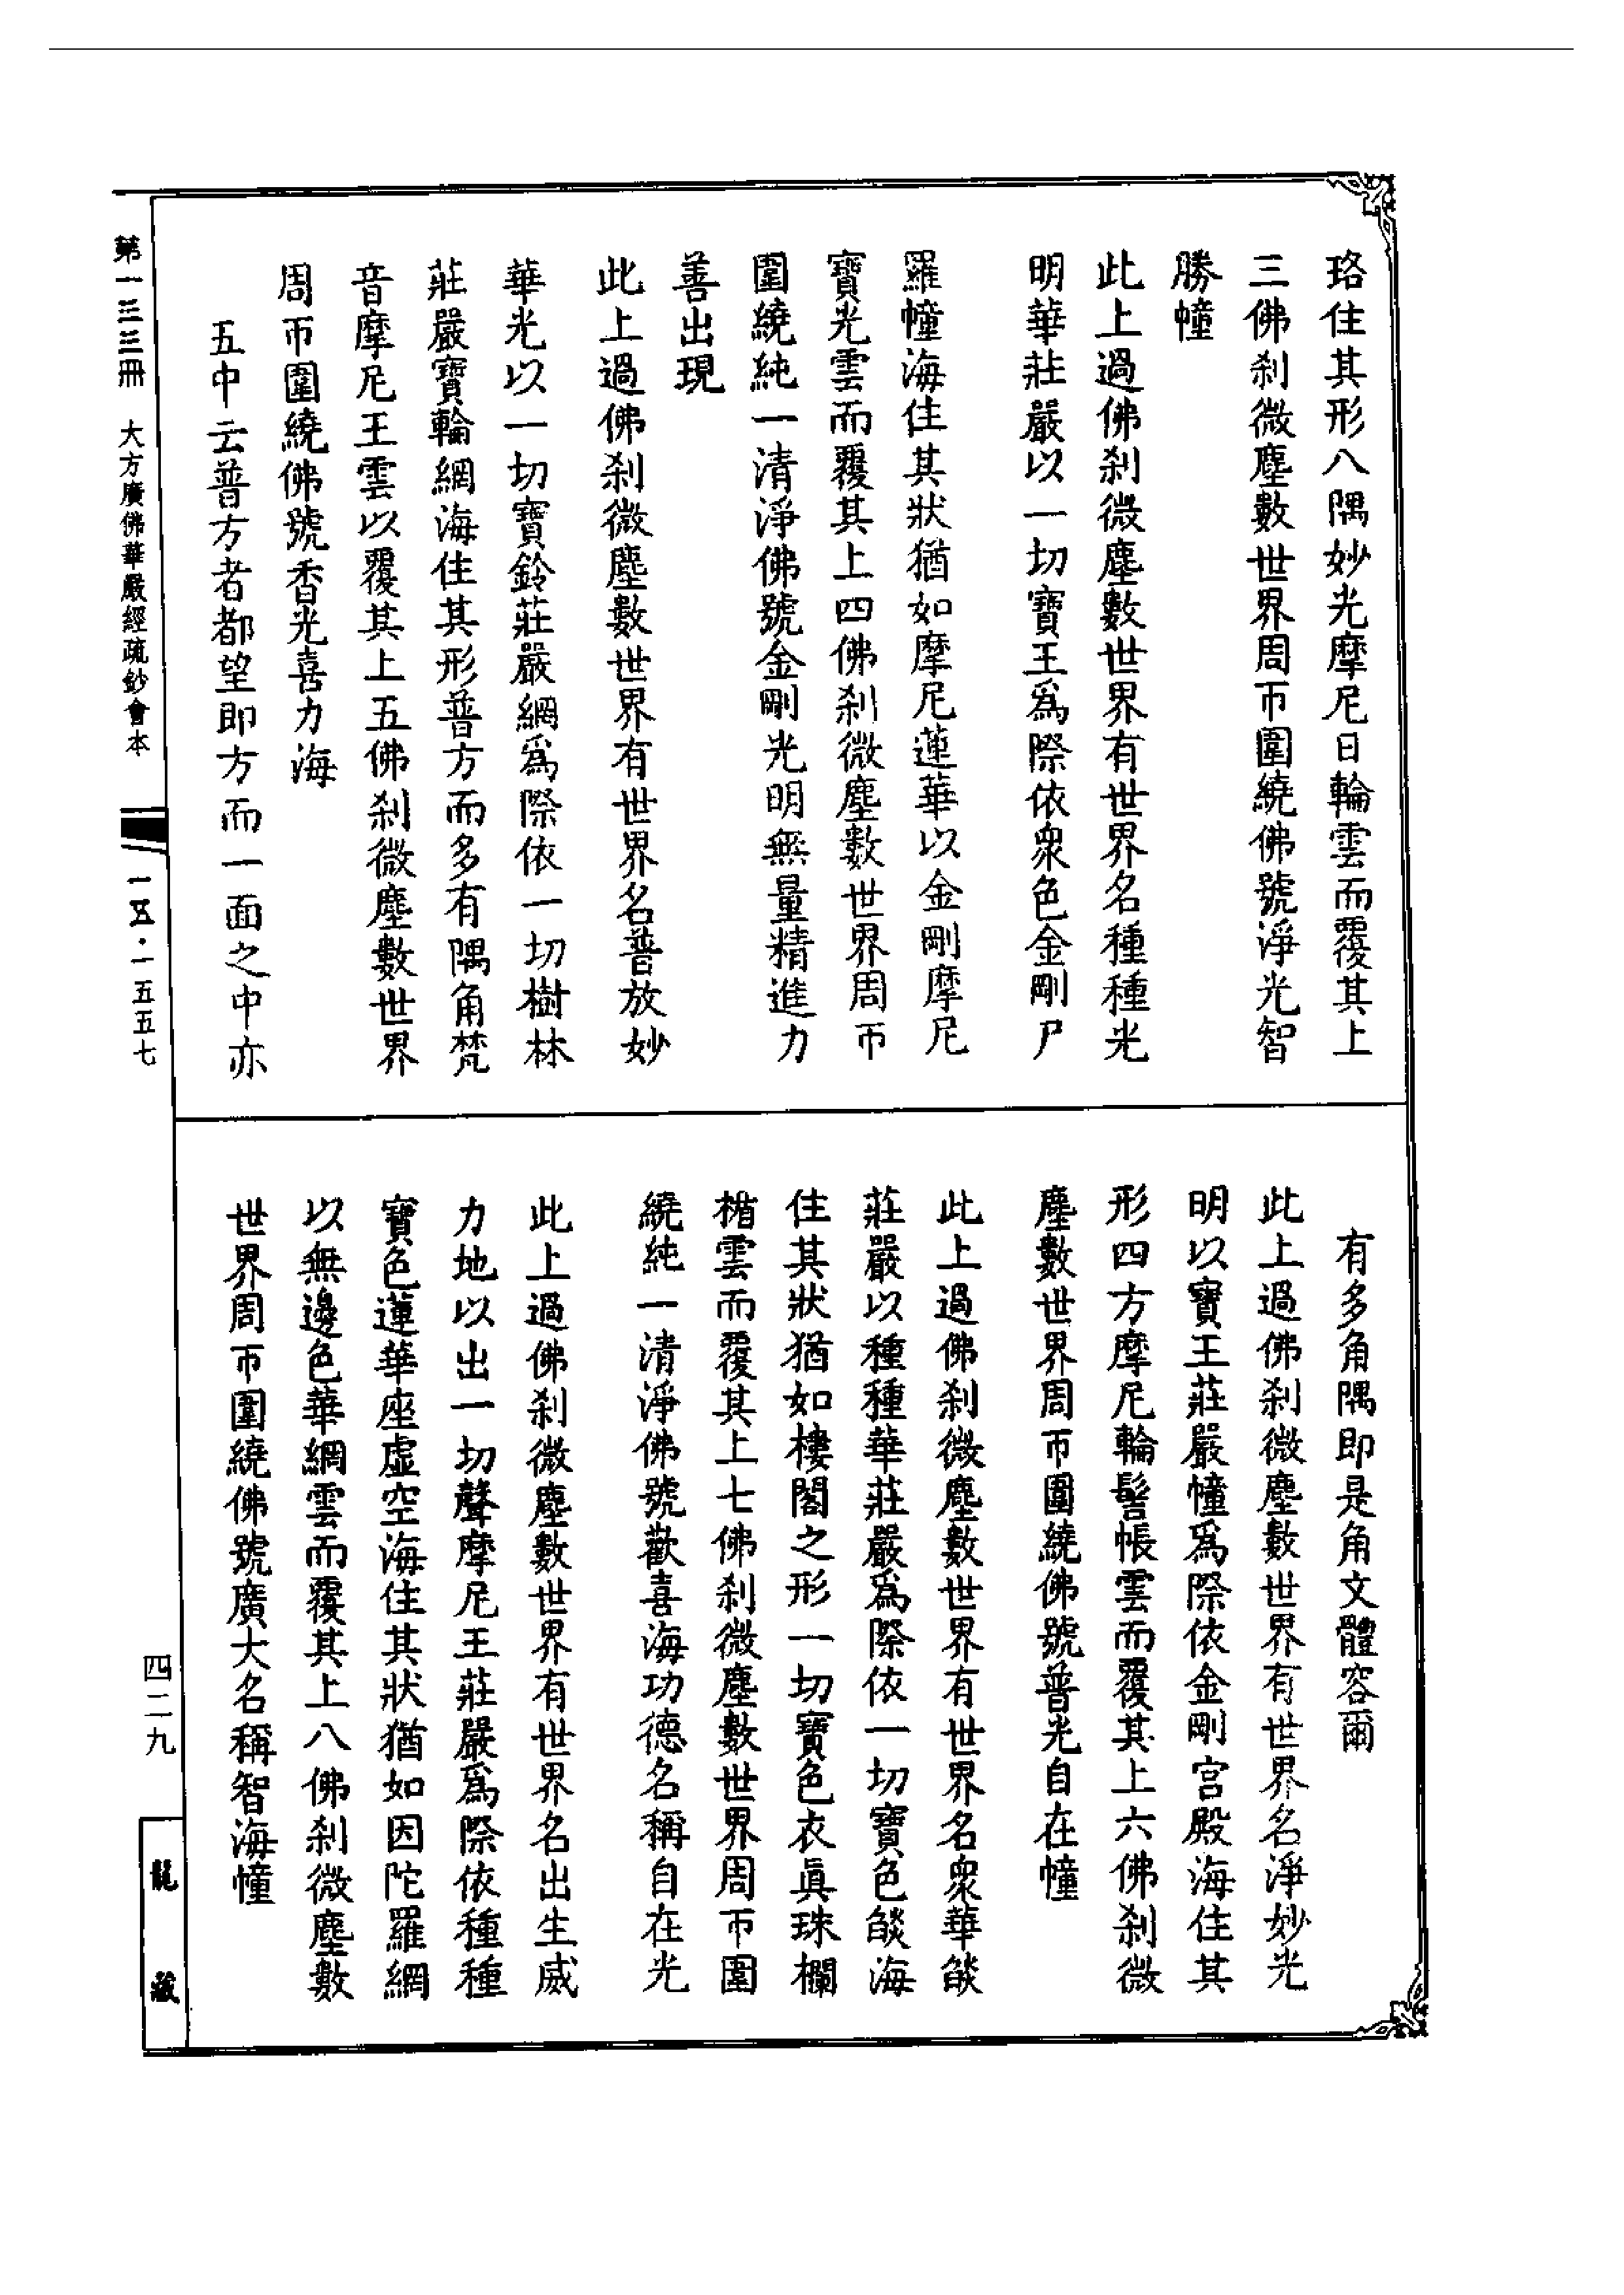 珞住其形八隅妙光摩尼日輪雲而覆其上
三佛刹微塵數世界周帀圍繞佛號淨光智
勝幢
此上過佛刹微塵數世界有世界名種種光
明華莊嚴以一切寶王爲際依衆色金剛尸
羅幢海住其狀猶如摩尼蓮華以金剛摩尼
寶光雲而覆其上四佛刹微塵數世界周帀
圍繞純一清淨佛號金剛光明無量精進力
善出現
此上過佛刹微塵數世界有世界名普放妙
華光以一切寶鈴莊嚴網爲際依一切樹林
莊嚴寶輪網海住其形普方而多有隅角梵
音摩尼王雲以覆其上五佛刹微塵數世界
周帀圍繞佛號香光喜力海
五中云普方者都望即方而一面之中亦
有多角隅即是角文體容爾
此上過佛刹微塵數世界有世界名淨妙光
明以寶王莊嚴幢爲際依金剛宫殿海住其
形四方摩尼輪髻帳雲而覆其上六佛刹微
塵數世界周帀圍繞佛號普光自在幢
此上過佛刹微塵數世界有世界名衆華燄
莊嚴以種種華莊嚴爲際依一切寶色燄海
住其狀猶如樓閣之形一切寶色衣眞珠欄
楯雲而覆其上七佛刹微塵數世界周帀圍
繞純一清淨佛號歡喜海功德名稱自在光
此上過佛刹微塵數世界有世界名出生威
力地以出一切聲摩尼王莊嚴爲際依種種
寶色蓮華座虛空海住其狀猶如因陀羅網
以無邊色華網雲而覆其上八佛刹微塵數
世界周帀圍繞佛號廣大名稱智海幢
第一三三冊 大方廣佛華嚴經疏鈔會本 一五·一五五七
四二九
龍藏